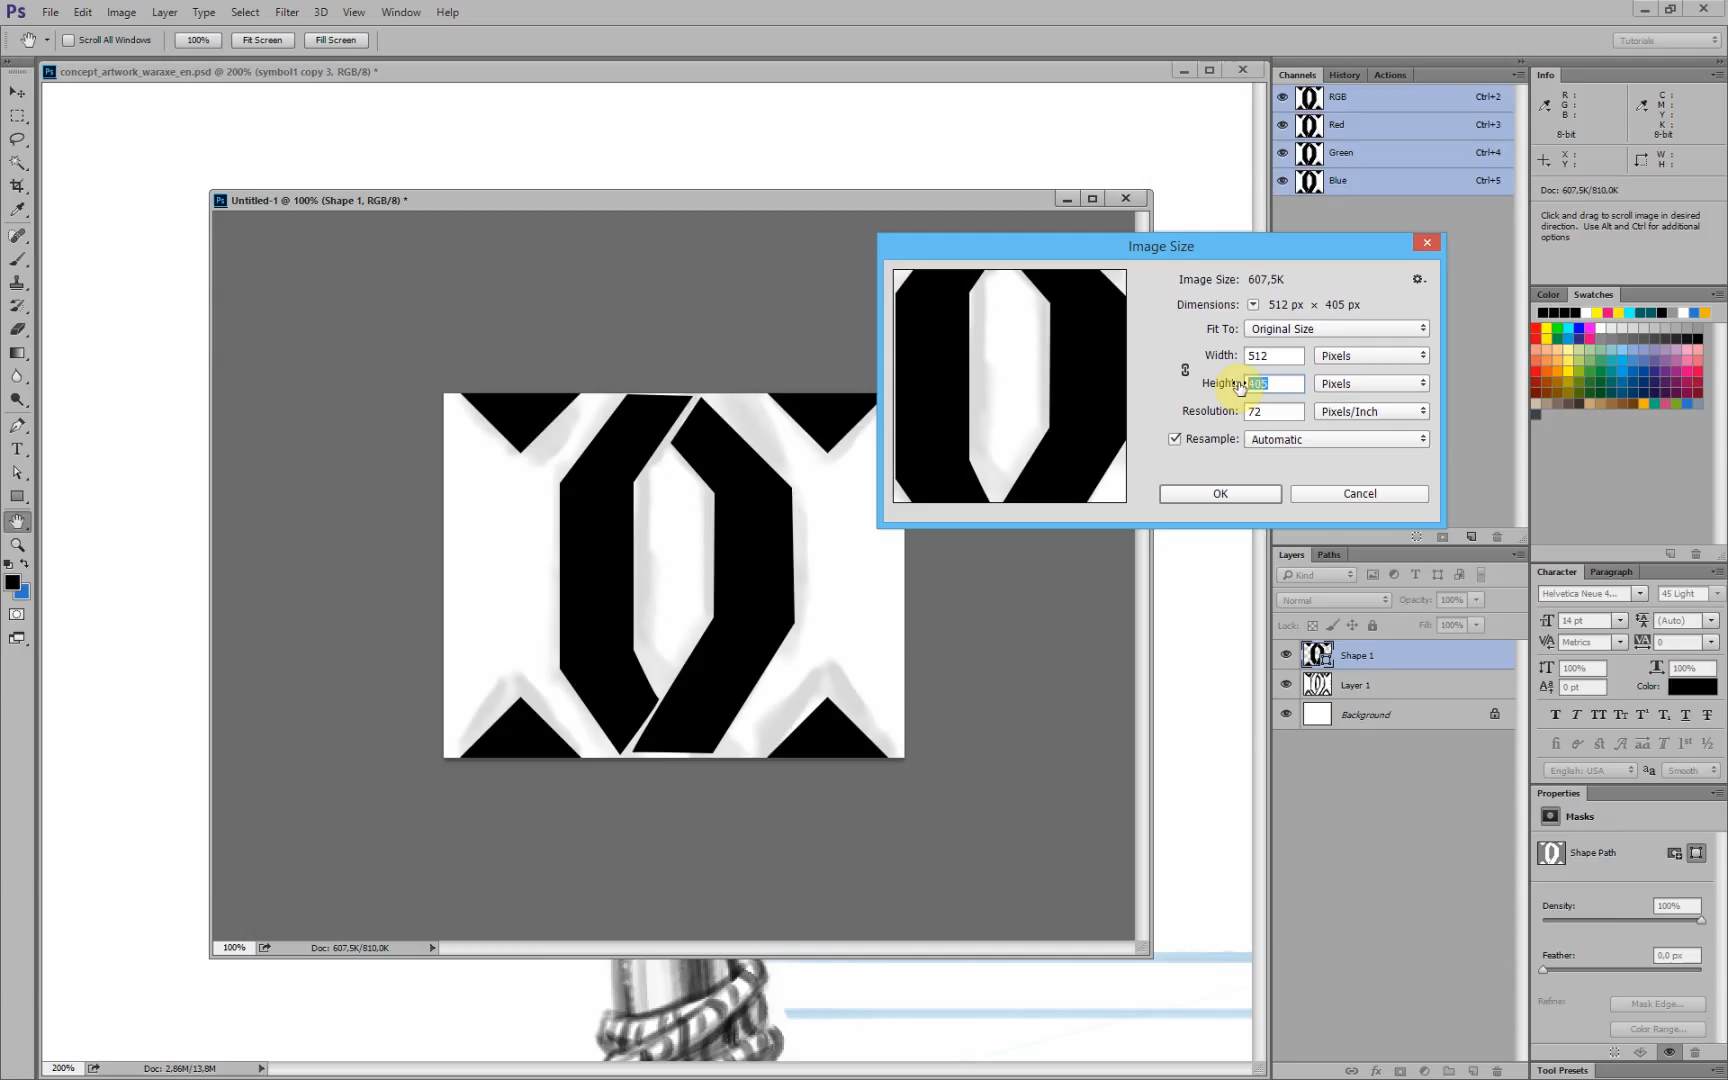 Ps File Edit Image Layer Type Select Filter 3D View Window Help
Scroll All Windows 100% Fit Screen Fill Screen Tutorials
Ps concept_artwork_waraxe_en.psd @ 200% (symbol1 copy 3, RGB/8) *
Ps Untitled-1 @ 100% (Shape 1, RGB/8) *
Image Size
Image Size: 607,5K
Dimensions: 512 px × 405 px
Fit To: Original Size
Width: 512 Pixels
Height: 405 Pixels
Resolution: 72 Pixels/Inch
Resample: Automatic
OK Cancel
100% Doc: 607,5K/810,0K
200% Doc: 2,86M/13,8M
Channels History Actions
RGB Ctrl+2
Red Ctrl+3
Green Ctrl+4
Blue Ctrl+5
Layers Paths
Kind
Normal Opacity: 100%
Lock: Fill: 100%
Shape 1
Layer 1
Background
Info
R : C :
G : M :
B : Y :
K :
8-bit 8-bit
X : W :
Y : H :
Doc: 607,5K/810,0K
Click and drag to scroll image in desired
direction. Use Alt and Ctrl for additional
options
Color Swatches
Character Paragraph
Helvetica Neue 4... 45 Light
14 pt (Auto)
Metrics 0
100% 100%
0 pt Color:
English: USA aa Smooth
Properties
Masks
Shape Path
Density: 100%
Feather: 0,0 px
Refine: Mask Edge...
Color Range...
Tool Presets